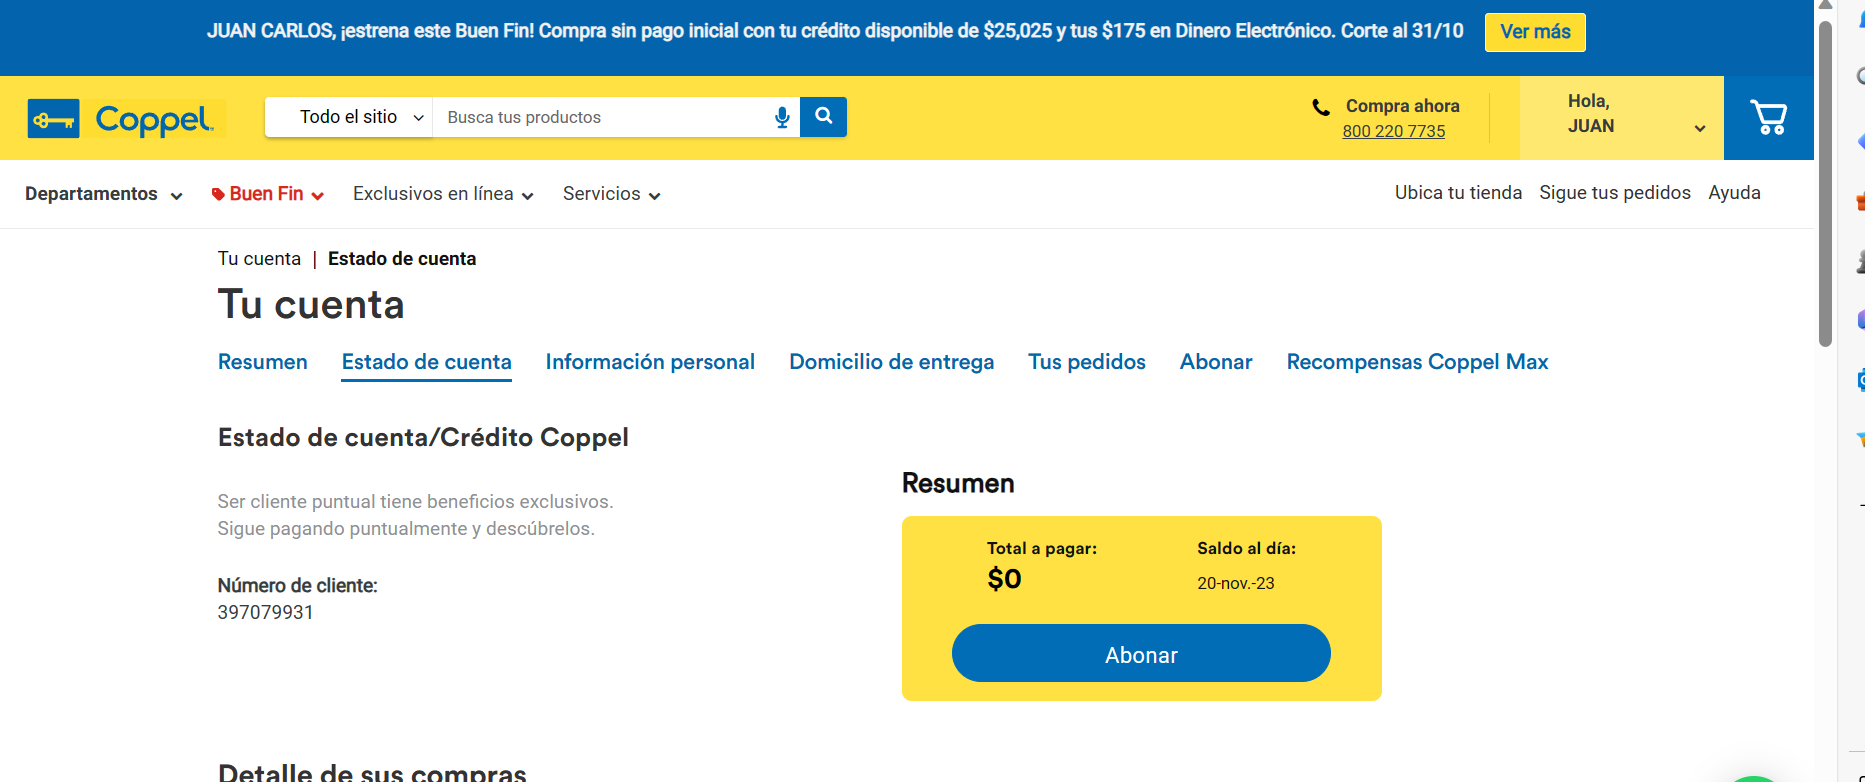 JUAN CARLOS, ¡estrena este Buen Fin! Compra sin pago inicial con tu crédito disponible de $25,025 y tus $175 en Dinero Electrónico. Corte al 31/10
Ver más
Coppel
Todo el sitio
Busca tus productos
Compra ahora
800 220 7735
Hola,
JUAN
Departamentos
Buen Fin
Exclusivos en línea
Servicios
Ubica tu tienda
Sigue tus pedidos
Ayuda
Tu cuenta | Estado de cuenta
Tu cuenta
Resumen
Estado de cuenta
Información personal
Domicilio de entrega
Tus pedidos
Abonar
Recompensas Coppel Max
Estado de cuenta/Crédito Coppel
Ser cliente puntual tiene beneficios exclusivos.
Sigue pagando puntualmente y descúbrelos.
Número de cliente:
397079931
Resumen
Total a pagar:
$0
Saldo al día:
20-nov.-23
Abonar
Detalle de sus compras